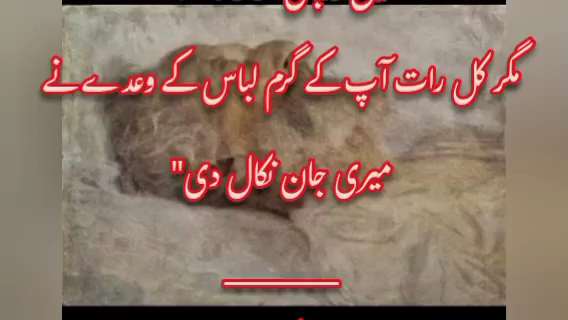 مگر کل رات آپ کے گرم لباس کے وعدے نے
میری جان نکال دی"